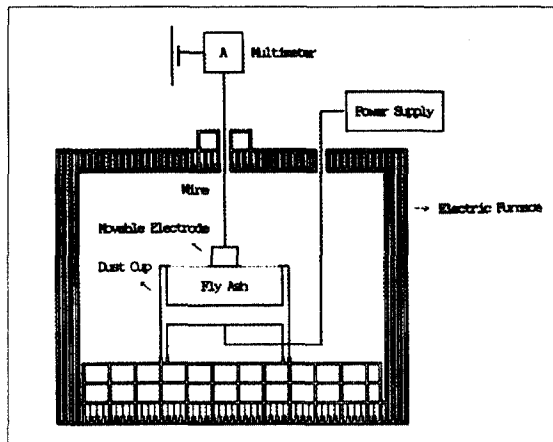 A
Multimeter
Power Supply
Wire
Electric Furnace
Movable Electrode
Dust Cup
Fly Ash